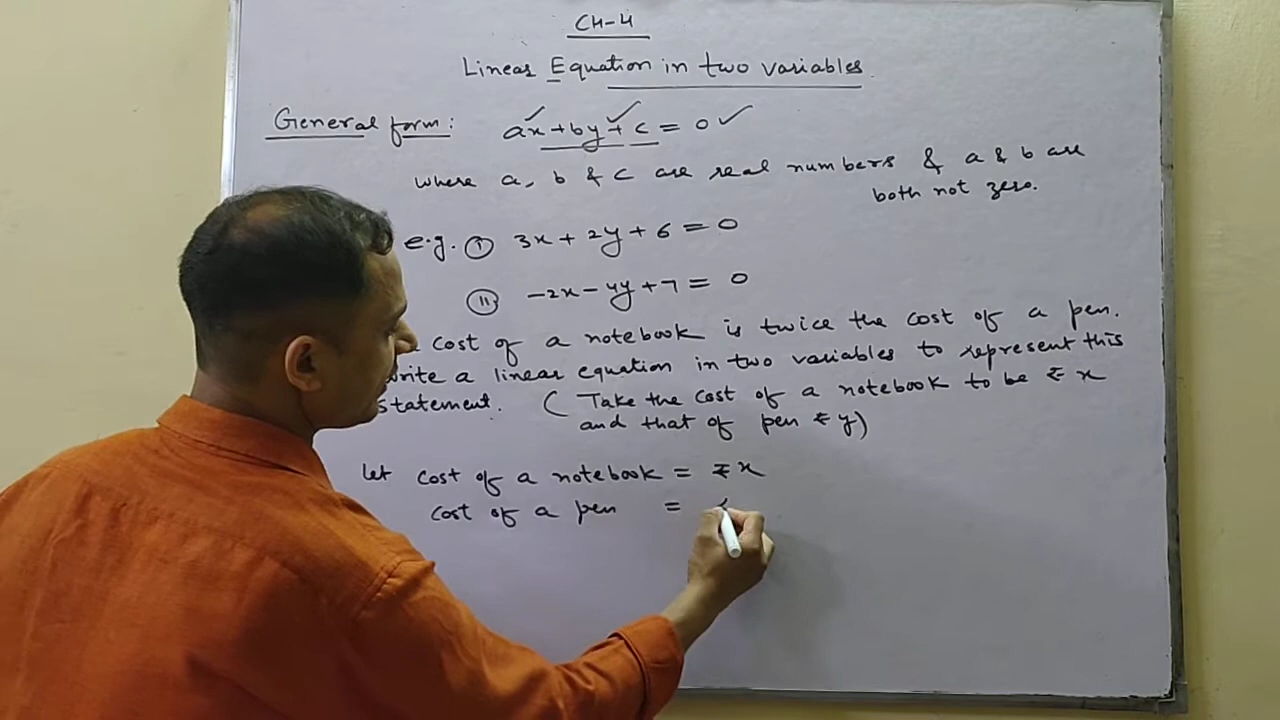 CH-4
Linear Equation in two variables.
General form: ax+by+c=0
where a, b & c are real numbers & a & b are
both not zero.
e.g. (i) 3x+2y+6=0
(ii) -2x-4y+7=0
cost of a notebook is twice the cost of a pen.
write a linear equation in two variables to represent this
statement. (Take the cost of a notebook to be ₹ x
and that of pen ₹ y)
let cost of a notebook = ₹ x
cost of a pen =